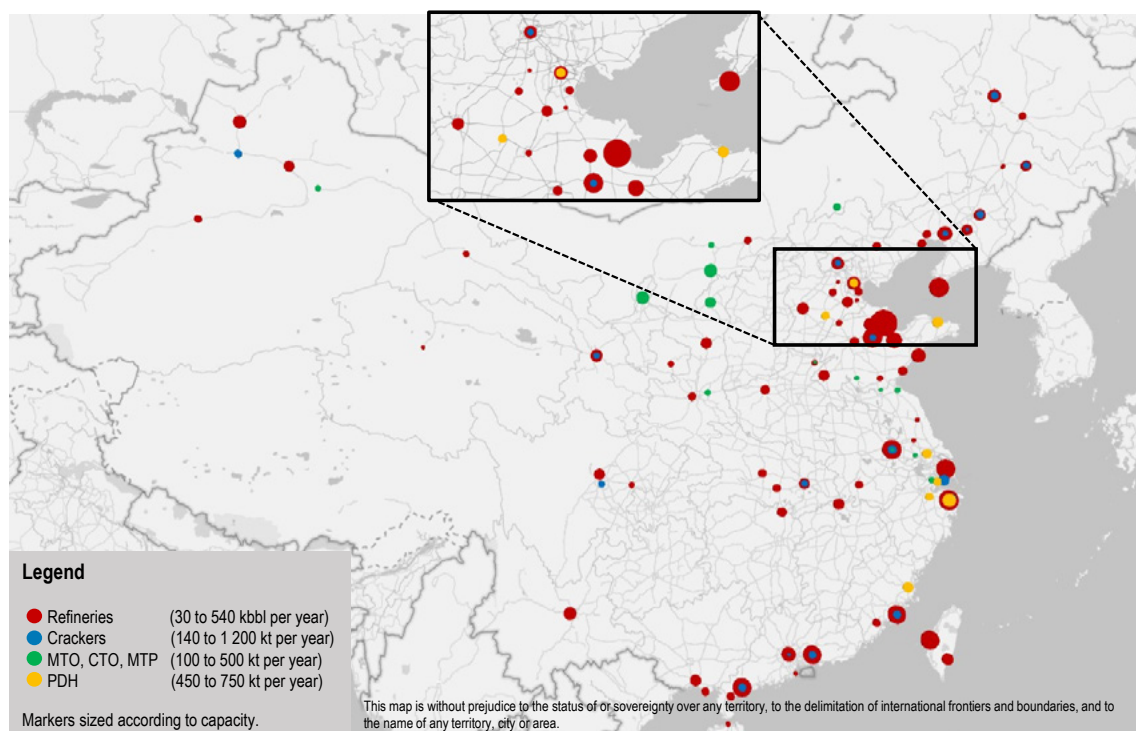 Legend
Refineries (30 to 540 kbbl per year)
Crackers (140 to 1 200 kt per year)
MTO, CTO, MTP (100 to 500 kt per year)
PDH (450 to 750 kt per year)
Markers sized according to capacity.
This map is without prejudice to the status of or sovereignty over any territory, to the delimitation of international frontiers and boundaries, and to
the name of any territory, city or area.